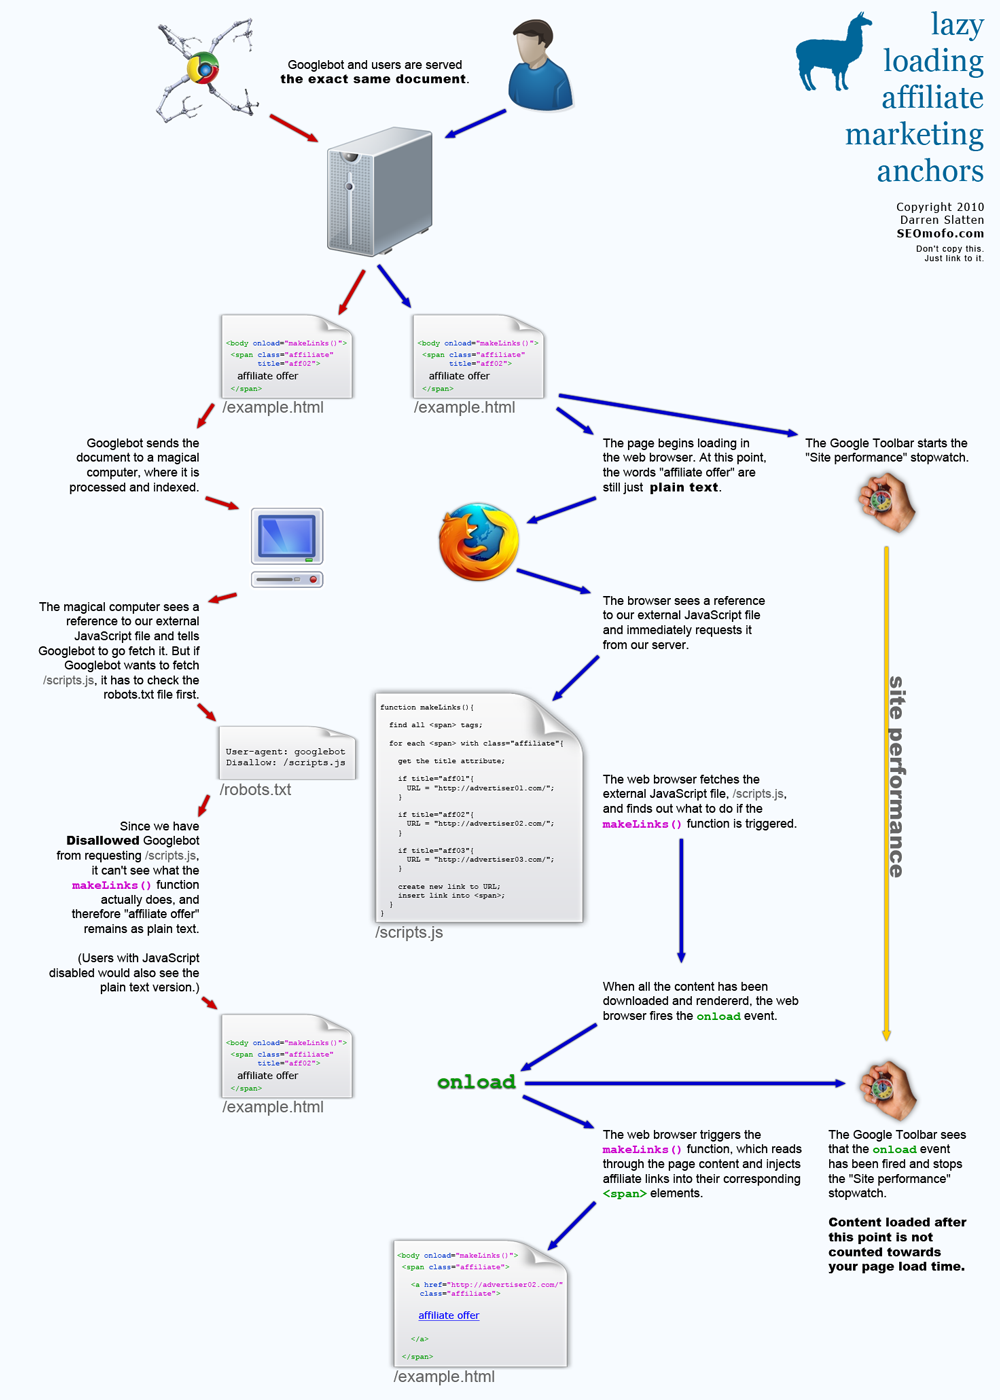 lazy
loading
affiliate
marketing
anchors
Copyright 2010
Darren Slatten
SEOmofo.com
Don't copy this.
Just link to it.
Googlebot and users are served
the exact same document.
<body onload="makeLinks()">
<span class="affiliate"
title="aff02">
affiliate offer
</span>
/example.html
<body onload="makeLinks()">
<span class="affiliate"
title="aff02">
affiliate offer
</span>
/example.html
Googlebot sends the
document to a magical
computer, where it is
processed and indexed.
The magical computer sees a
reference to our external
JavaScript file and tells
Googlebot to go fetch it. But if
Googlebot wants to fetch
/scripts.js, it has to check the
robots.txt file first.
User-agent: googlebot
Disallow: /scripts.js
/robots.txt
Since we have
Disallowed Googlebot
from requesting /scripts.js,
it can't see what the
makeLinks() function
actually does, and
therefore "affiliate offer"
remains as plain text.
(Users with JavaScript
disabled would also see the
plain text version.)
<body onload="makeLinks()">
<span class="affiliate"
title="aff02">
affiliate offer
</span>
/example.html
The page begins loading in
the web browser. At this point,
the words "affiliate offer" are
still just plain text.
The browser sees a reference
to our external JavaScript file
and immediately requests it
from our server.
function makeLinks(){
find all <span> tags;
for each <span> with class="affiliate"{
get the title attribute;
if title="aff01"{
URL = "http://advertiser01.com/";
}
if title="aff02"{
URL = "http://advertiser02.com/";
}
if title="aff03"{
URL = "http://advertiser03.com/";
}
create new link to URL;
insert link into <span>;
}
}
/scripts.js
The web browser fetches the
external JavaScript file, /scripts.js,
and finds out what to do if the
makeLinks() function is triggered.
When all the content has been
downloaded and rendererd, the web
browser fires the onload event.
onload
The web browser triggers the
makeLinks() function, which reads
through the page content and injects
affiliate links into their corresponding
<span> elements.
<body onload="makeLinks()">
<span class="affiliate">
<a href="http://advertiser02.com/"
class="affiliate">
affiliate offer
</a>
</span>
/example.html
The Google Toolbar starts the
"Site performance" stopwatch.
site performance
The Google Toolbar sees
that the onload event
has been fired and stops
the "Site performance"
stopwatch.
Content loaded after
this point is not
counted towards
your page load time.